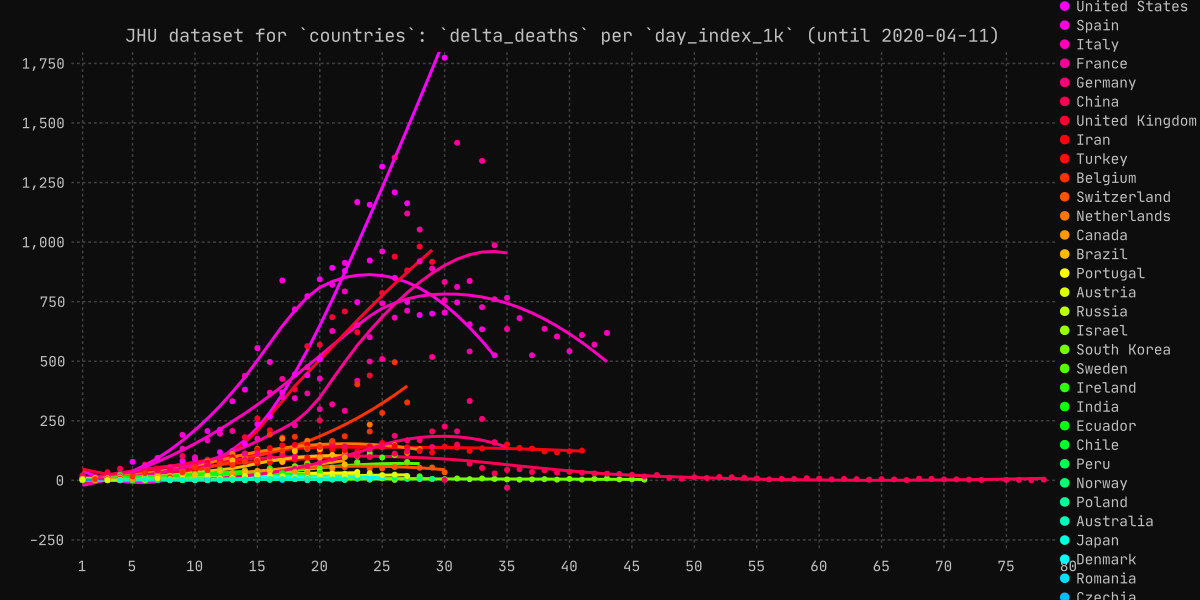 JHU dataset for `countries`: `delta_deaths` per `day_index_1k` (until 2020-04-11)
1,750
1,500
1,250
1,000
750
500
250
0
-250
1 5 10 15 20 25 30 35 40 45 50 55 60 65 70 75 80
United States
Spain
Italy
France
Germany
China
United Kingdom
Iran
Turkey
Belgium
Switzerland
Netherlands
Canada
Brazil
Portugal
Austria
Russia
Israel
South Korea
Sweden
Ireland
India
Ecuador
Chile
Peru
Norway
Poland
Australia
Japan
Denmark
Romania
Czechia